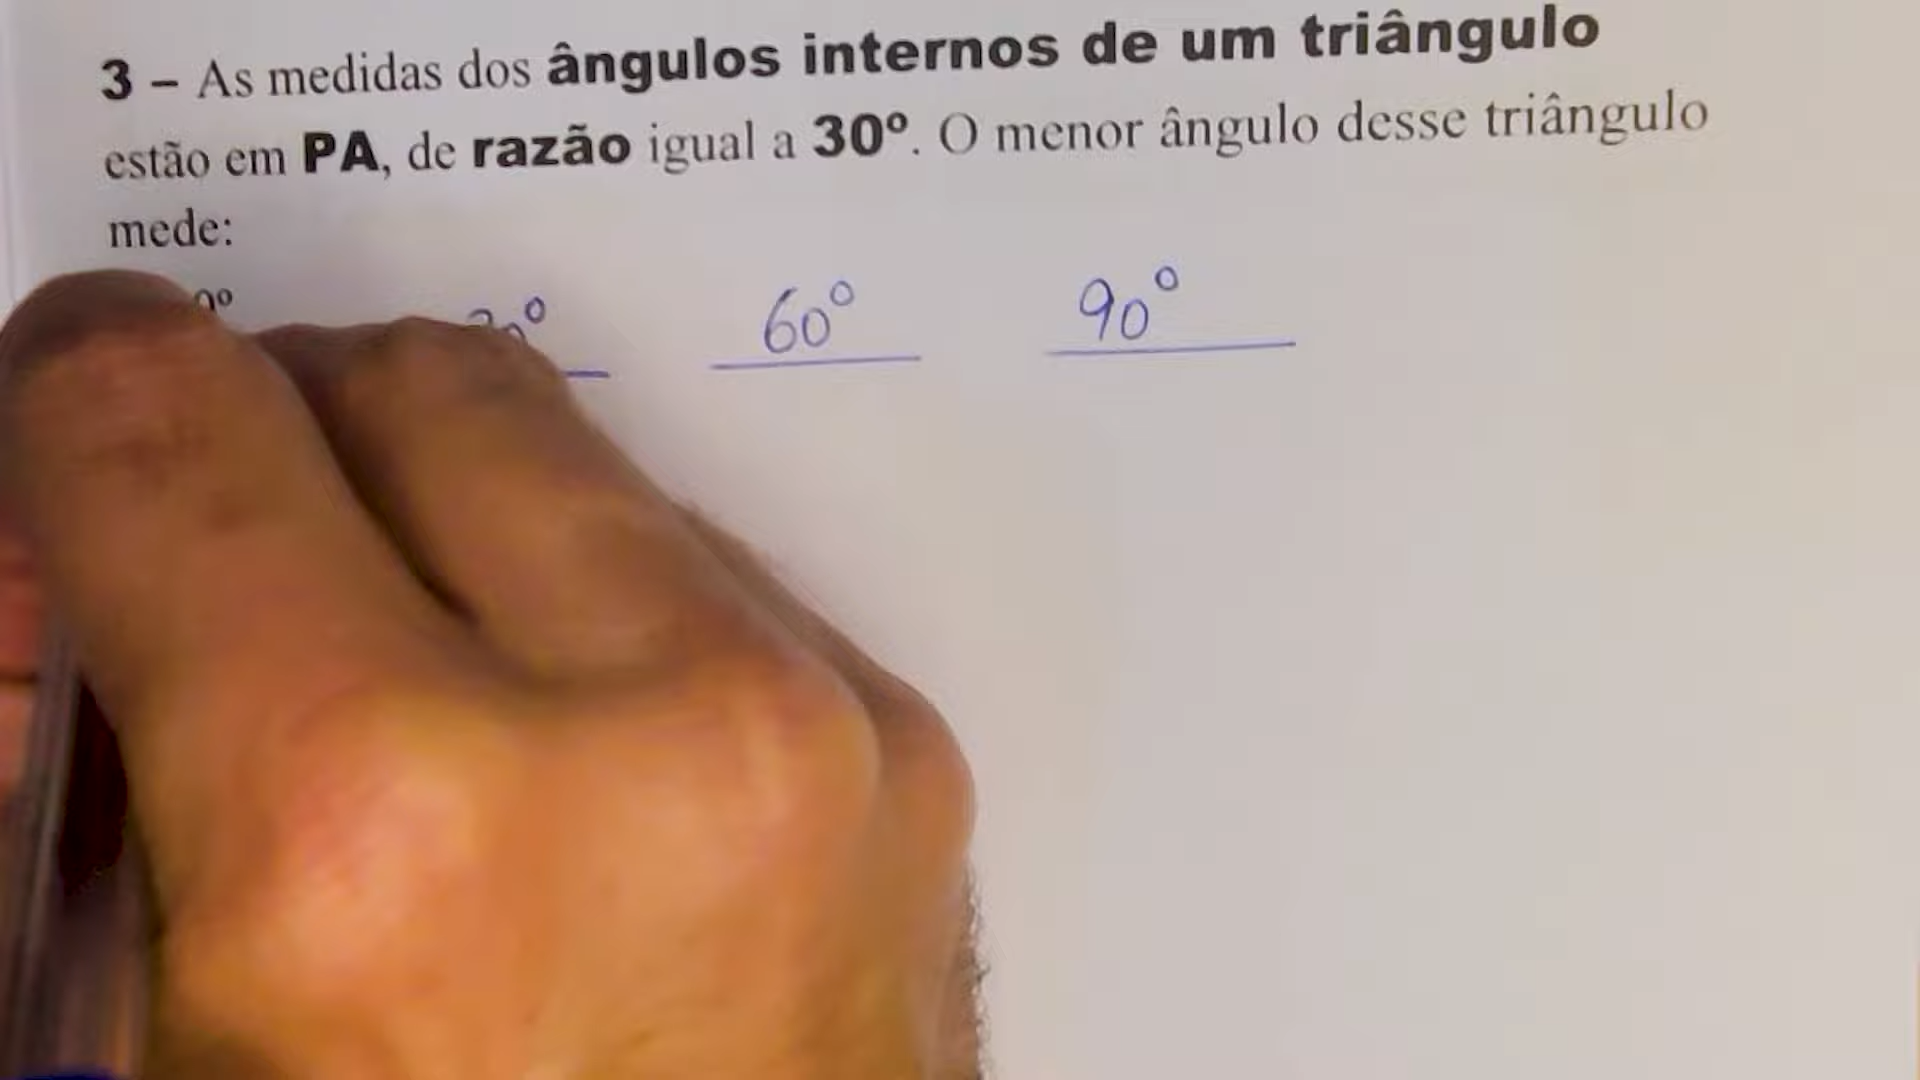 3 – As medidas dos ângulos internos de um triângulo
estão em PA, de razão igual a 30º. O menor ângulo desse triângulo
mede:
60° 90°